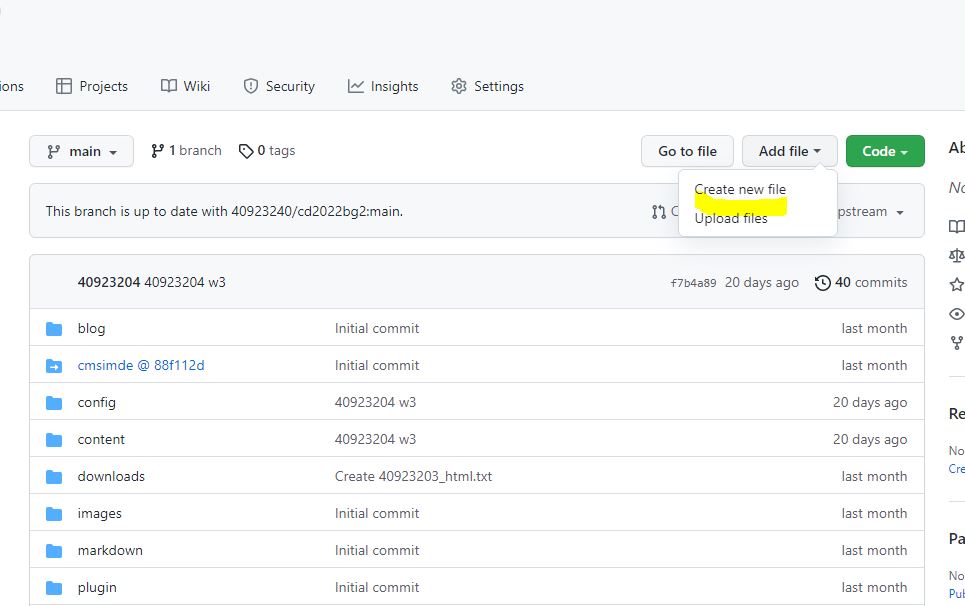 ions Projects Wiki Security Insights Settings
main 1 branch 0 tags Go to file Add file Code
Create new file
Upload files
This branch is up to date with 40923240/cd2022bg2:main.
pstream
40923204 40923204 w3 f7b4a89 20 days ago 40 commits
blog Initial commit last month
cmsimde @ 88f112d Initial commit last month
config 40923204 w3 20 days ago
content 40923204 w3 20 days ago
downloads Create 40923203_html.txt last month
images Initial commit last month
markdown Initial commit last month
plugin Initial commit last month
Ab
No
Re
No
Cre
Pa
No
Pub